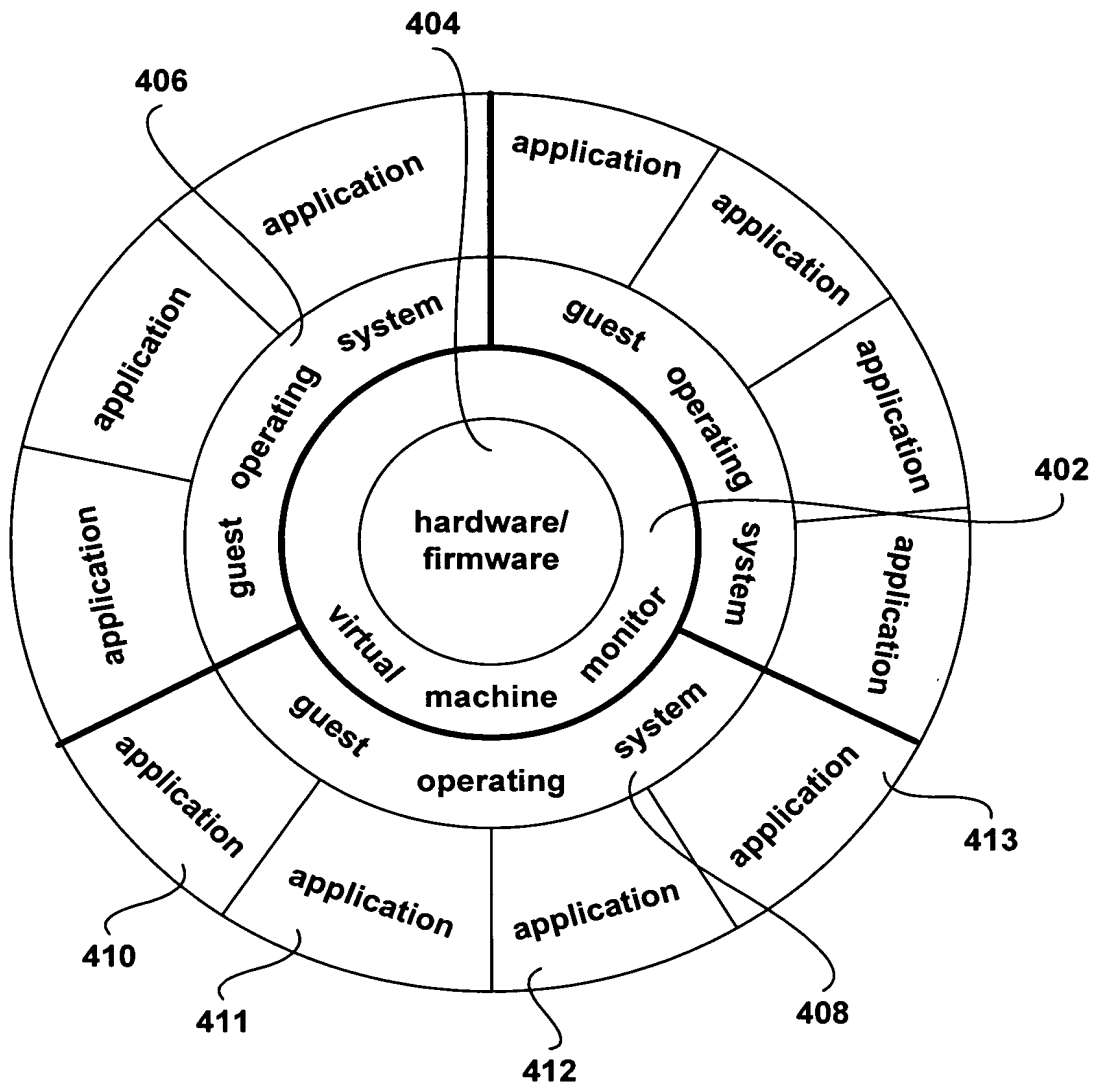 404
406
application
application
application
application
system
guest
application
operating
operating
application
402
hardware/
firmware
guest
system
application
application
virtual
machine
monitor
guest
operating
system
application
application
413
application
application
410
411
412
408